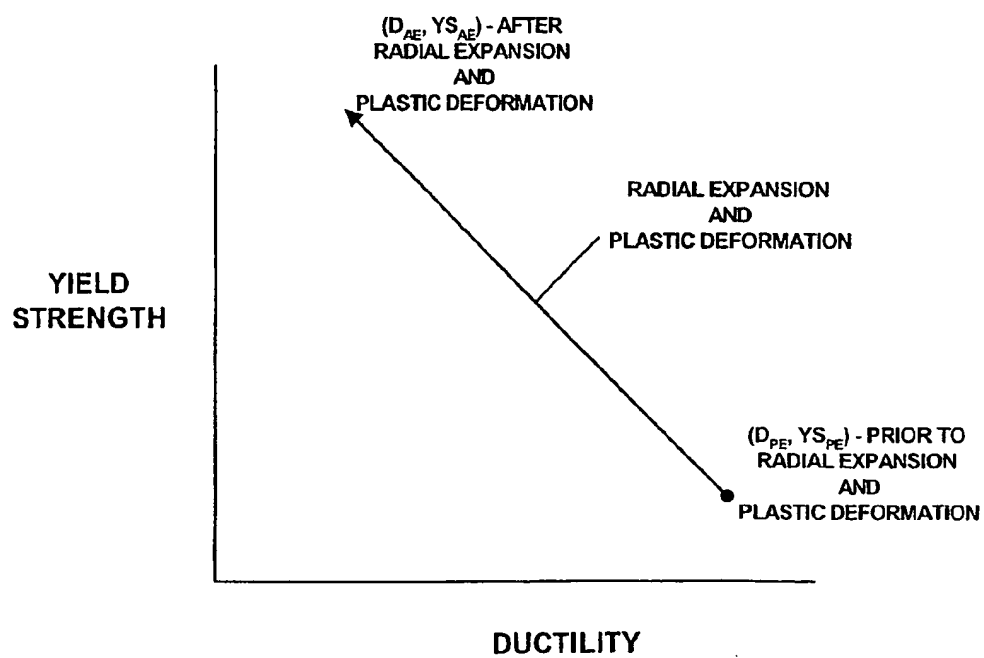 (D_AE, YS_AE) - AFTER
RADIAL EXPANSION
AND
PLASTIC DEFORMATION
RADIAL EXPANSION
AND
PLASTIC DEFORMATION
YIELD
STRENGTH
(D_PE, YS_PE) - PRIOR TO
RADIAL EXPANSION
AND
PLASTIC DEFORMATION
DUCTILITY